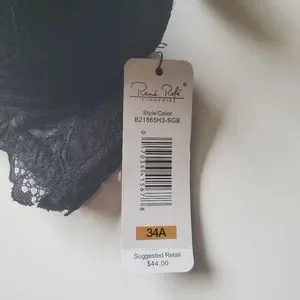 René Rofé
LINGERIE
®
Style/Color
B21865H3-SGB
34A
Suggested Retail
$44.00